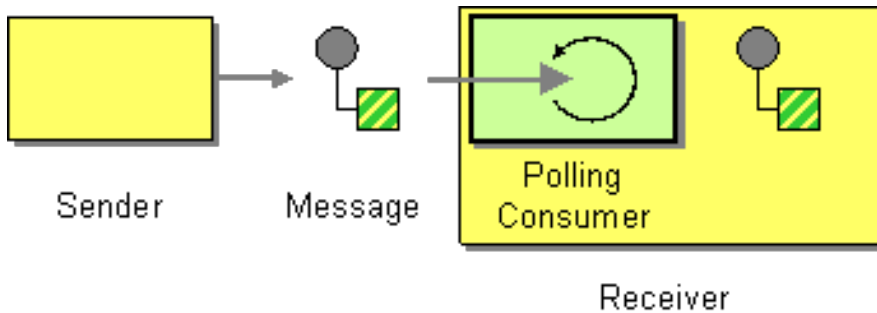 Sender
Message
Polling
Consumer
Receiver